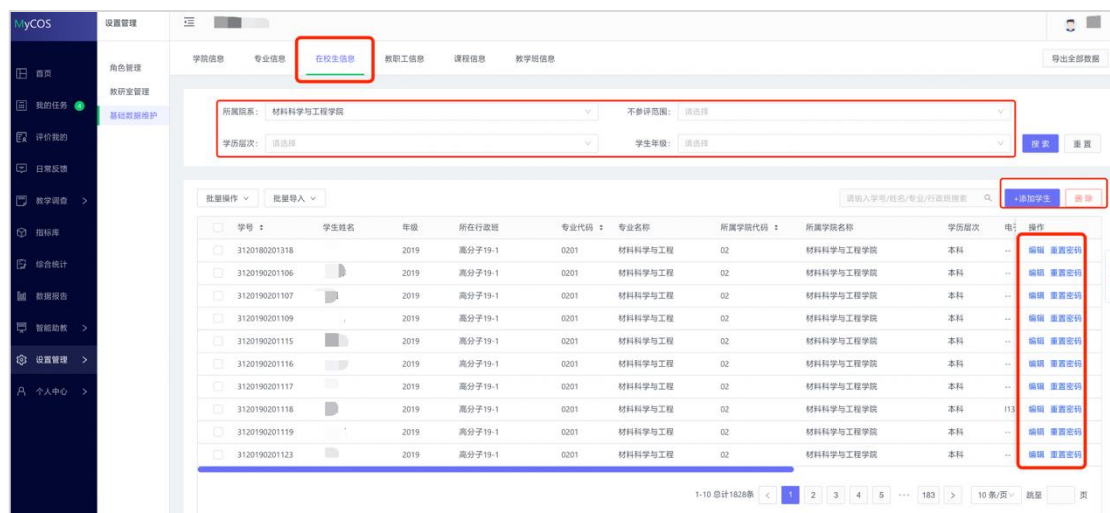 MyCOS
设置管理
学院信息 专业信息 在校生信息 教职工信息 课程信息 教学班信息 导出全部数据
首页
我的任务 4
评价我的
日常反馈
教学调查 >
指标库
综合统计
数据报告
智能助教 >
设置管理 >
个人中心 >
角色管理
教研室管理
基础数据维护
所属院系: 材料科学与工程学院 不参评范围: 请选择
学历层次: 请选择 学生年级: 请选择 搜索 重置
批量操作 批量导入 请输入学号/姓名/专业/行政班搜索 +添加学生 删除
学号 学生姓名 年级 所在行政班 专业代码 专业名称 所属学院代码 所属学院名称 学历层次 操作
3120180201318 2019 高分子19-1 0201 材料科学与工程 02 材料科学与工程学院 本科 -- 编辑 重置密码
3120190201106 2019 高分子19-1 0201 材料科学与工程 02 材料科学与工程学院 本科 -- 编辑 重置密码
3120190201107 2019 高分子19-1 0201 材料科学与工程 02 材料科学与工程学院 本科 -- 编辑 重置密码
3120190201109 2019 高分子19-1 0201 材料科学与工程 02 材料科学与工程学院 本科 -- 编辑 重置密码
3120190201115 2019 高分子19-1 0201 材料科学与工程 02 材料科学与工程学院 本科 -- 编辑 重置密码
3120190201116 2019 高分子19-1 0201 材料科学与工程 02 材料科学与工程学院 本科 -- 编辑 重置密码
3120190201117 2019 高分子19-1 0201 材料科学与工程 02 材料科学与工程学院 本科 -- 编辑 重置密码
3120190201118 2019 高分子19-1 0201 材料科学与工程 02 材料科学与工程学院 本科 编辑 重置密码
3120190201119 2019 高分子19-1 0201 材料科学与工程 02 材料科学与工程学院 本科 -- 编辑 重置密码
3120190201123 2019 高分子19-1 0201 材料科学与工程 02 材料科学与工程学院 本科 -- 编辑 重置密码
1-10 总计1828条 < 1 2 3 4 5 ··· 183 > 10 条/页 跳至 页